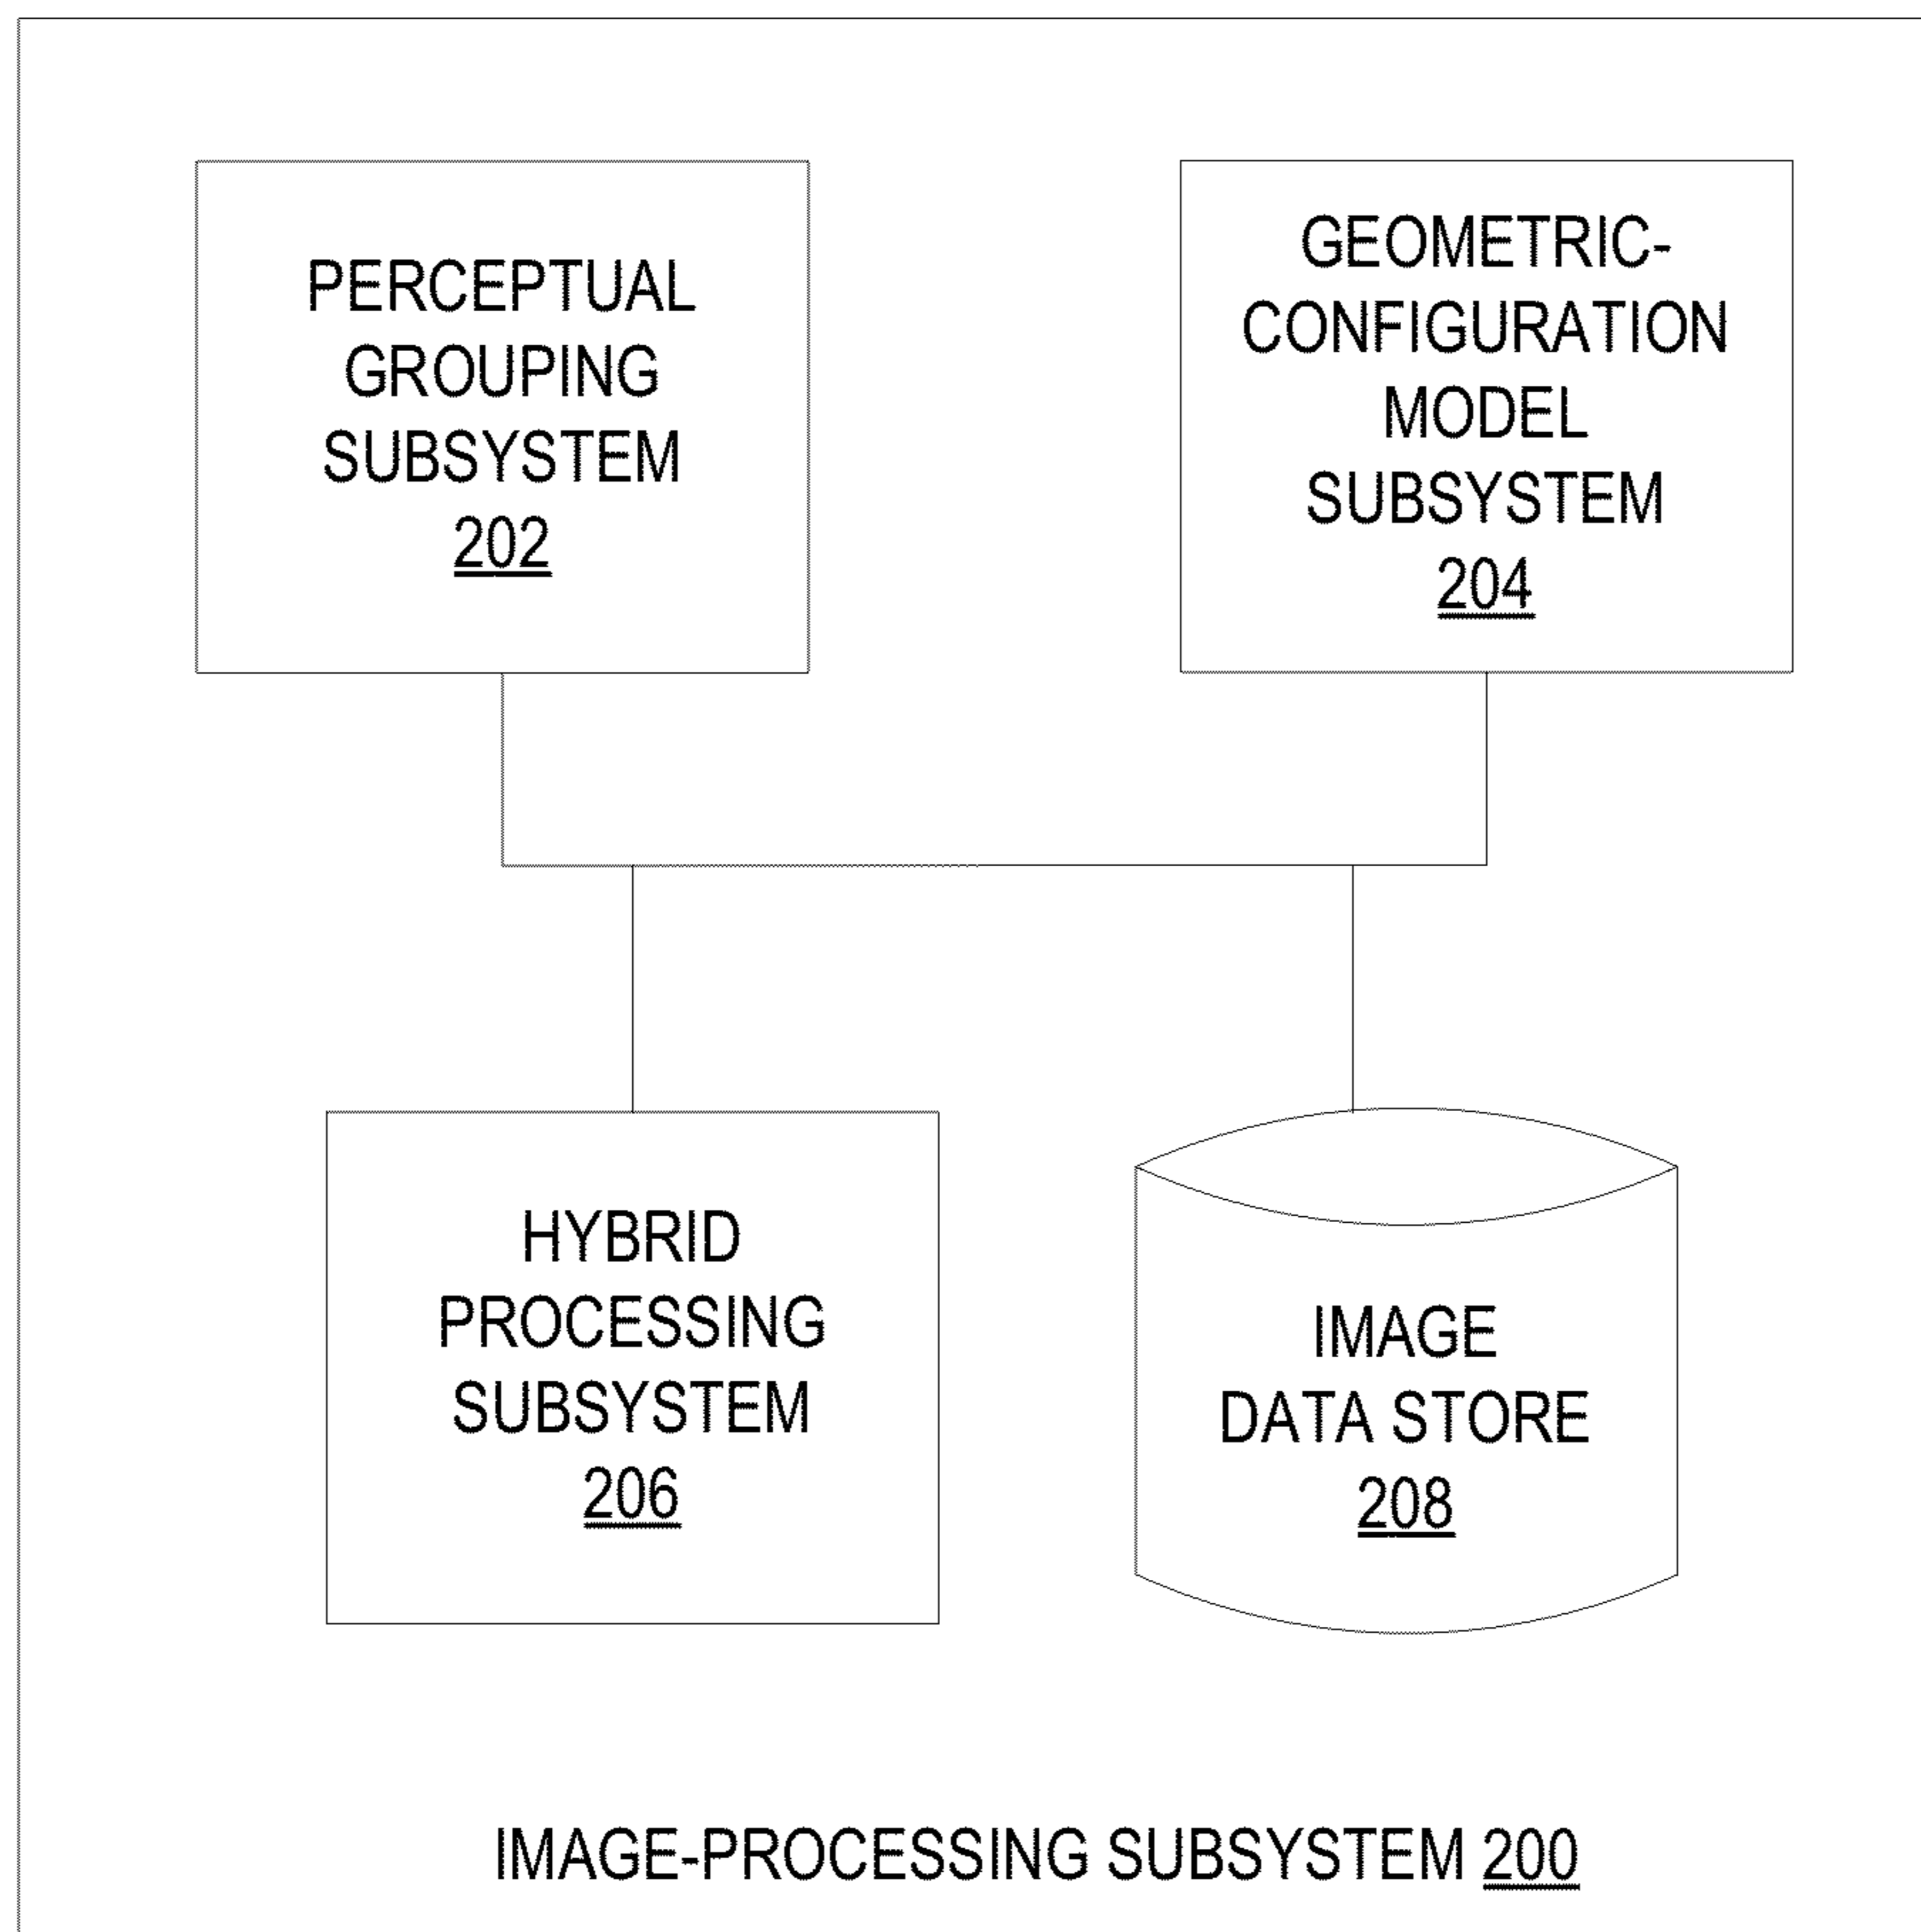 PERCEPTUAL
GROUPING
SUBSYSTEM
202
GEOMETRIC-
CONFIGURATION
MODEL
SUBSYSTEM
204
HYBRID
PROCESSING
SUBSYSTEM
206
IMAGE
DATA STORE
208
IMAGE-PROCESSING SUBSYSTEM 200